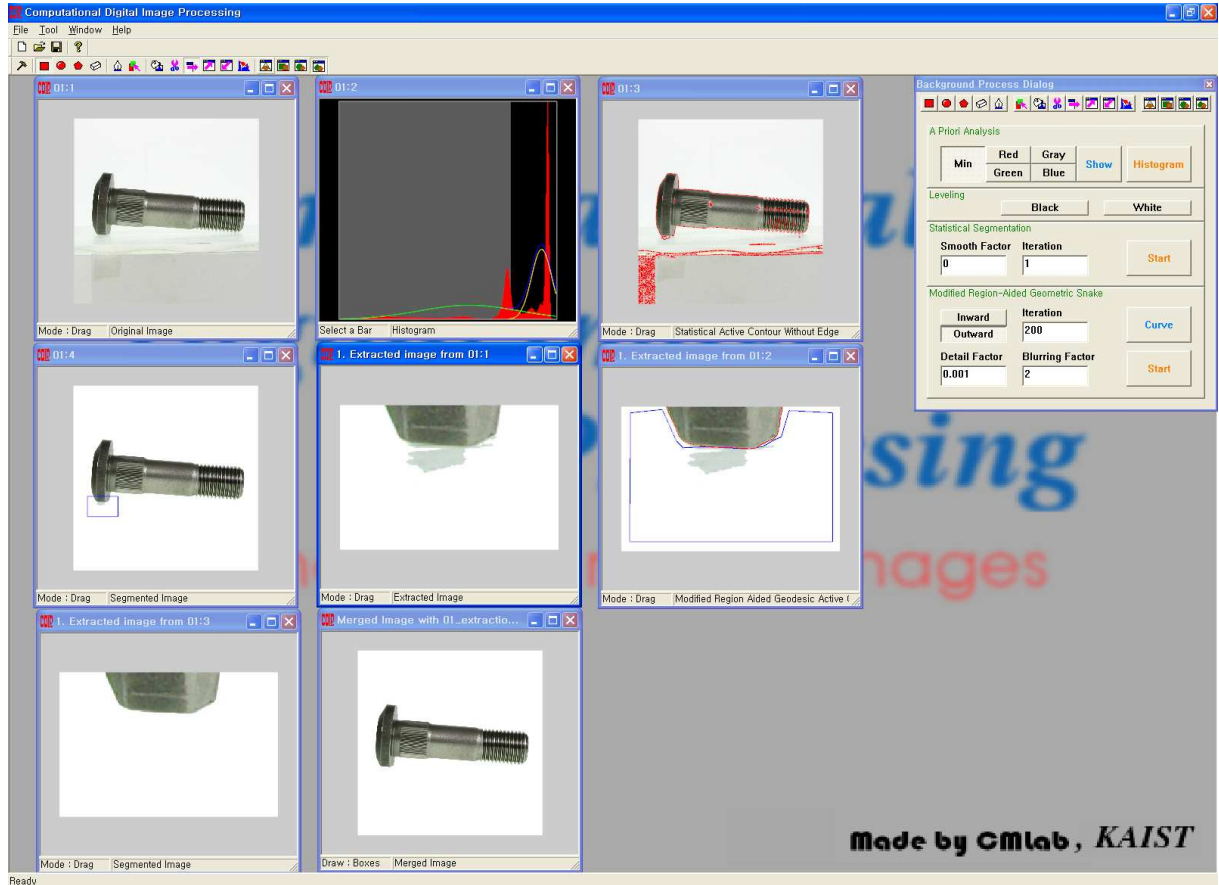 Computational Digital Image Processing
File Tool Window Help
01:1
Mode : Drag Original Image
01:2
Select a Bar Histogram
01:3
Mode : Drag Statistical Active Contour Without Edge
Background Process Dialog
A Priori Analysis
Min Red Gray Show Histogram
Green Blue
Leveling
Black White
Statistical Segmentation
Smooth Factor Iteration
0 1 Start
Modified Region-Aided Geometric Snake
Inward Iteration
Outward 200 Curve
Detail Factor Blurring Factor
0.001 2 Start
01:4
Mode : Drag Segmented Image
1. Extracted image from 01:1
Mode : Drag Extracted Image
1. Extracted image from 01:2
Mode : Drag Modified Region Aided Geodesic Active (
1. Extracted image from 01:3
Mode : Drag Segmented Image
Merged Image with 01_extractio...
Draw : Boxes Merged Image
Made by CMlab, KAIST
Ready